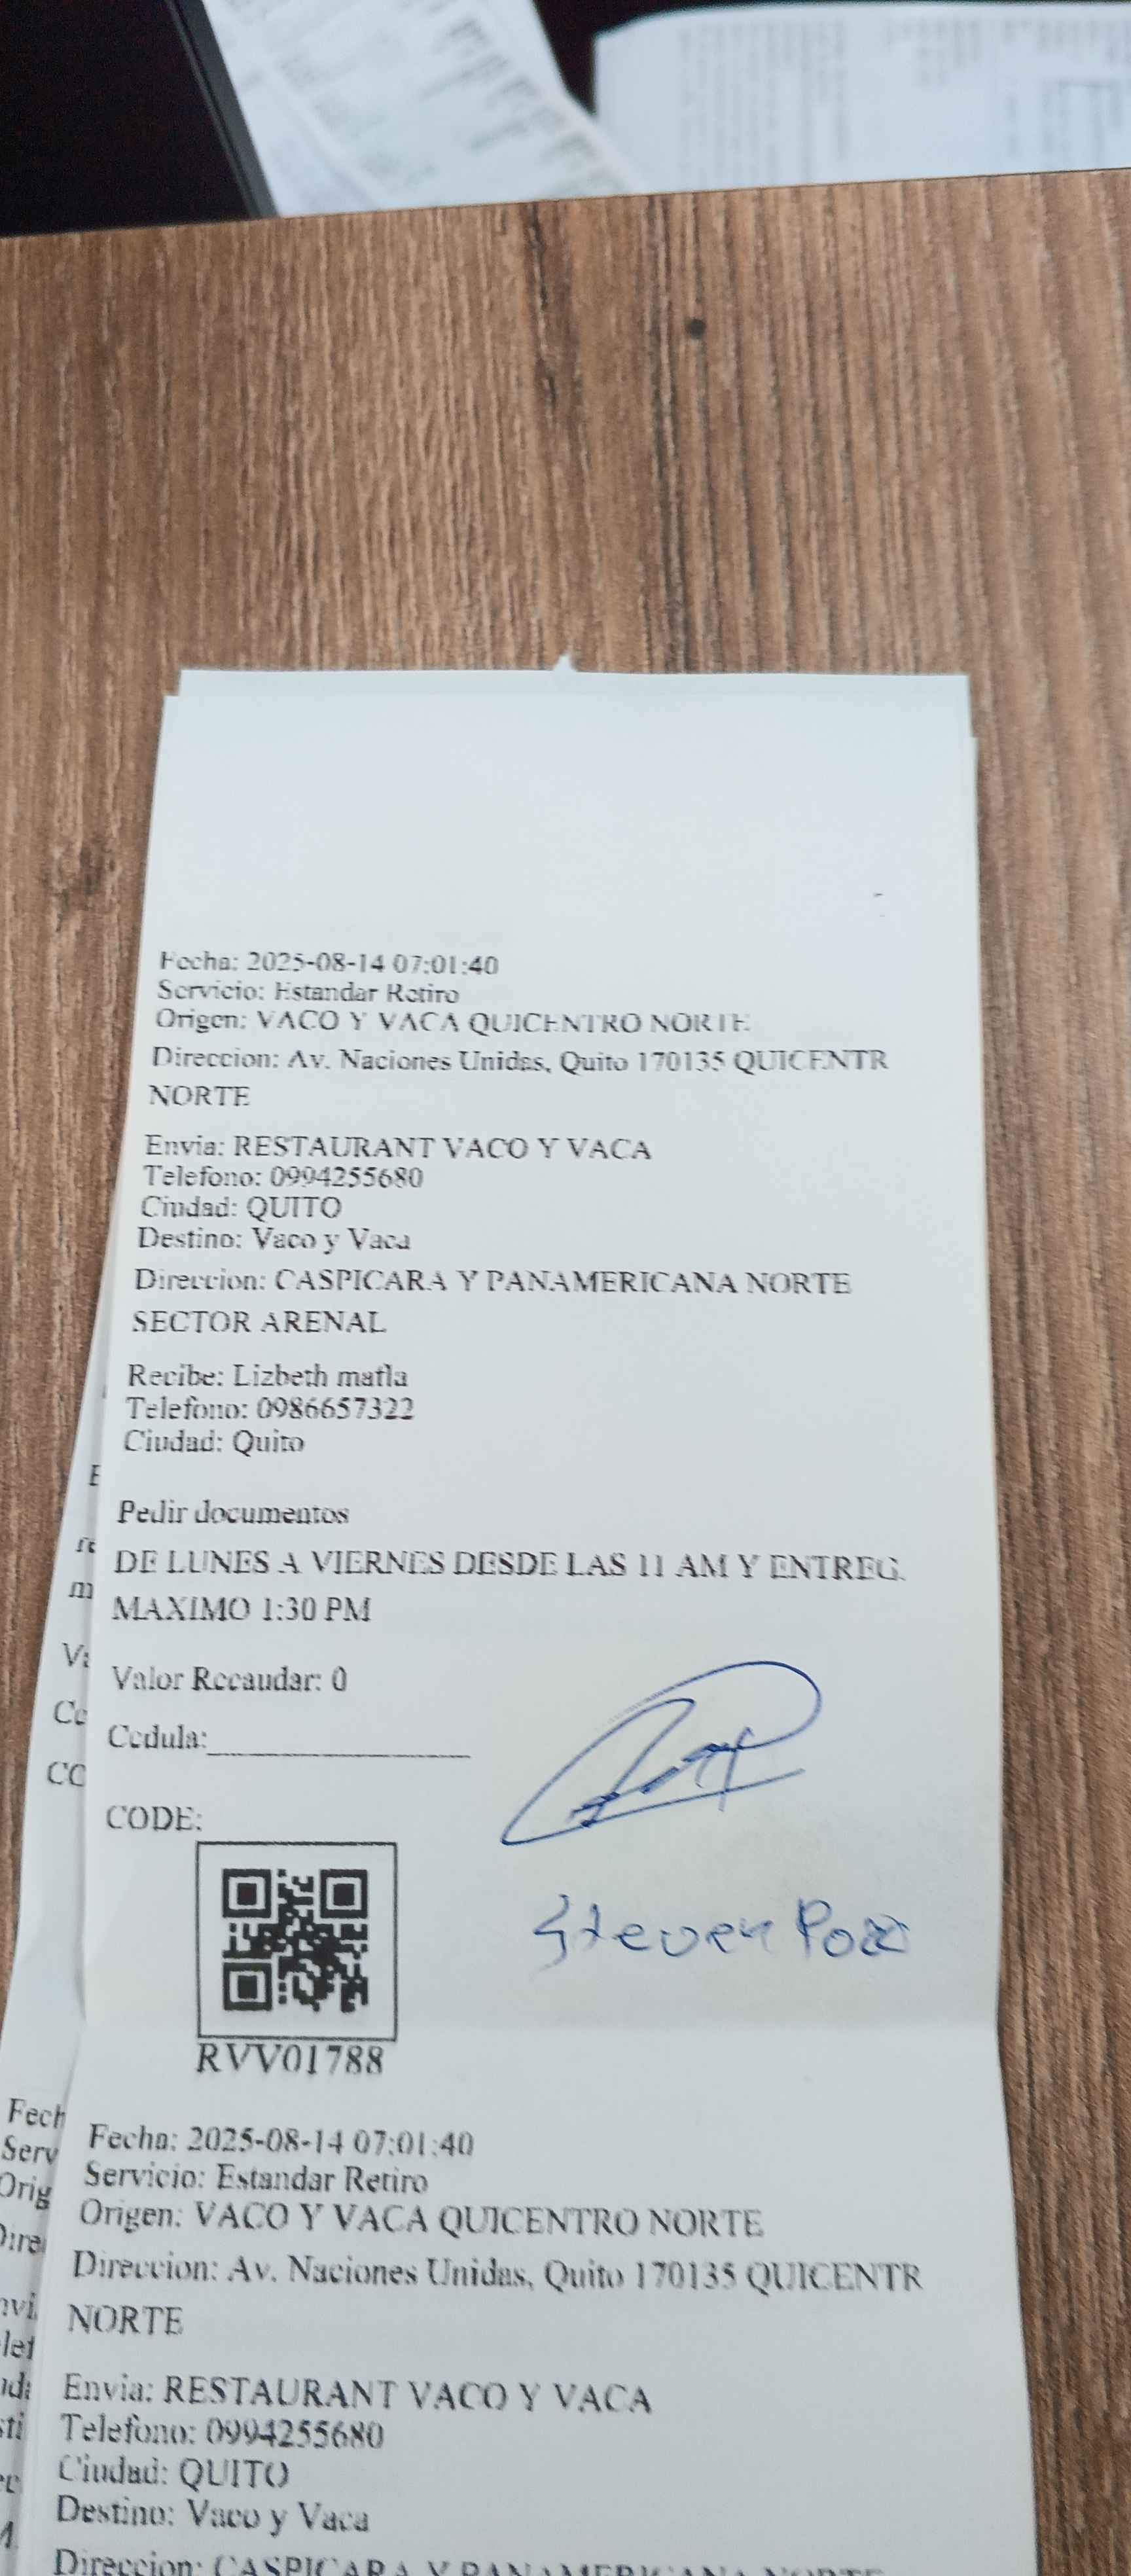 Fecha: 2025-08-14 07:01:40
Servicio: Estandar Retiro
Origen: VACO Y VACA QUICENTRO NORTE
Direccion: Av. Naciones Unidas, Quito 170135 QUICENTR
NORTE
Envia: RESTAURANT VACO Y VACA
Telefono: 0994255680
Ciudad: QUITO
Destino: Vaco y Vaca
Direccion: CASPICARA Y PANAMERICANA NORTE
SECTOR ARENAL
Recibe: Lizbeth matla
Telefono: 0986657322
Ciudad: Quito
Pedir documentos
DE LUNES A VIERNES DESDE LAS 11 AM Y ENTREG.
MAXIMO 1:30 PM
Valor Recaudar: 0
Cedula:
CODE:
Steven
RVV01788
Fecha: 2025-08-14 07:01:40
Servicio: Estandar Retiro
Origen: VACO Y VACA QUICENTRO NORTE
Direccion: Av. Naciones Unidas, Quito 170135 QUICENTR
NORTE
Envia: RESTAURANT VACO Y VACA
Telefono: 0994255680
Ciudad: QUITO
Destino: Vaco y Vaca
Direccion: CASPICARA Y PANAMERICANA NORTE